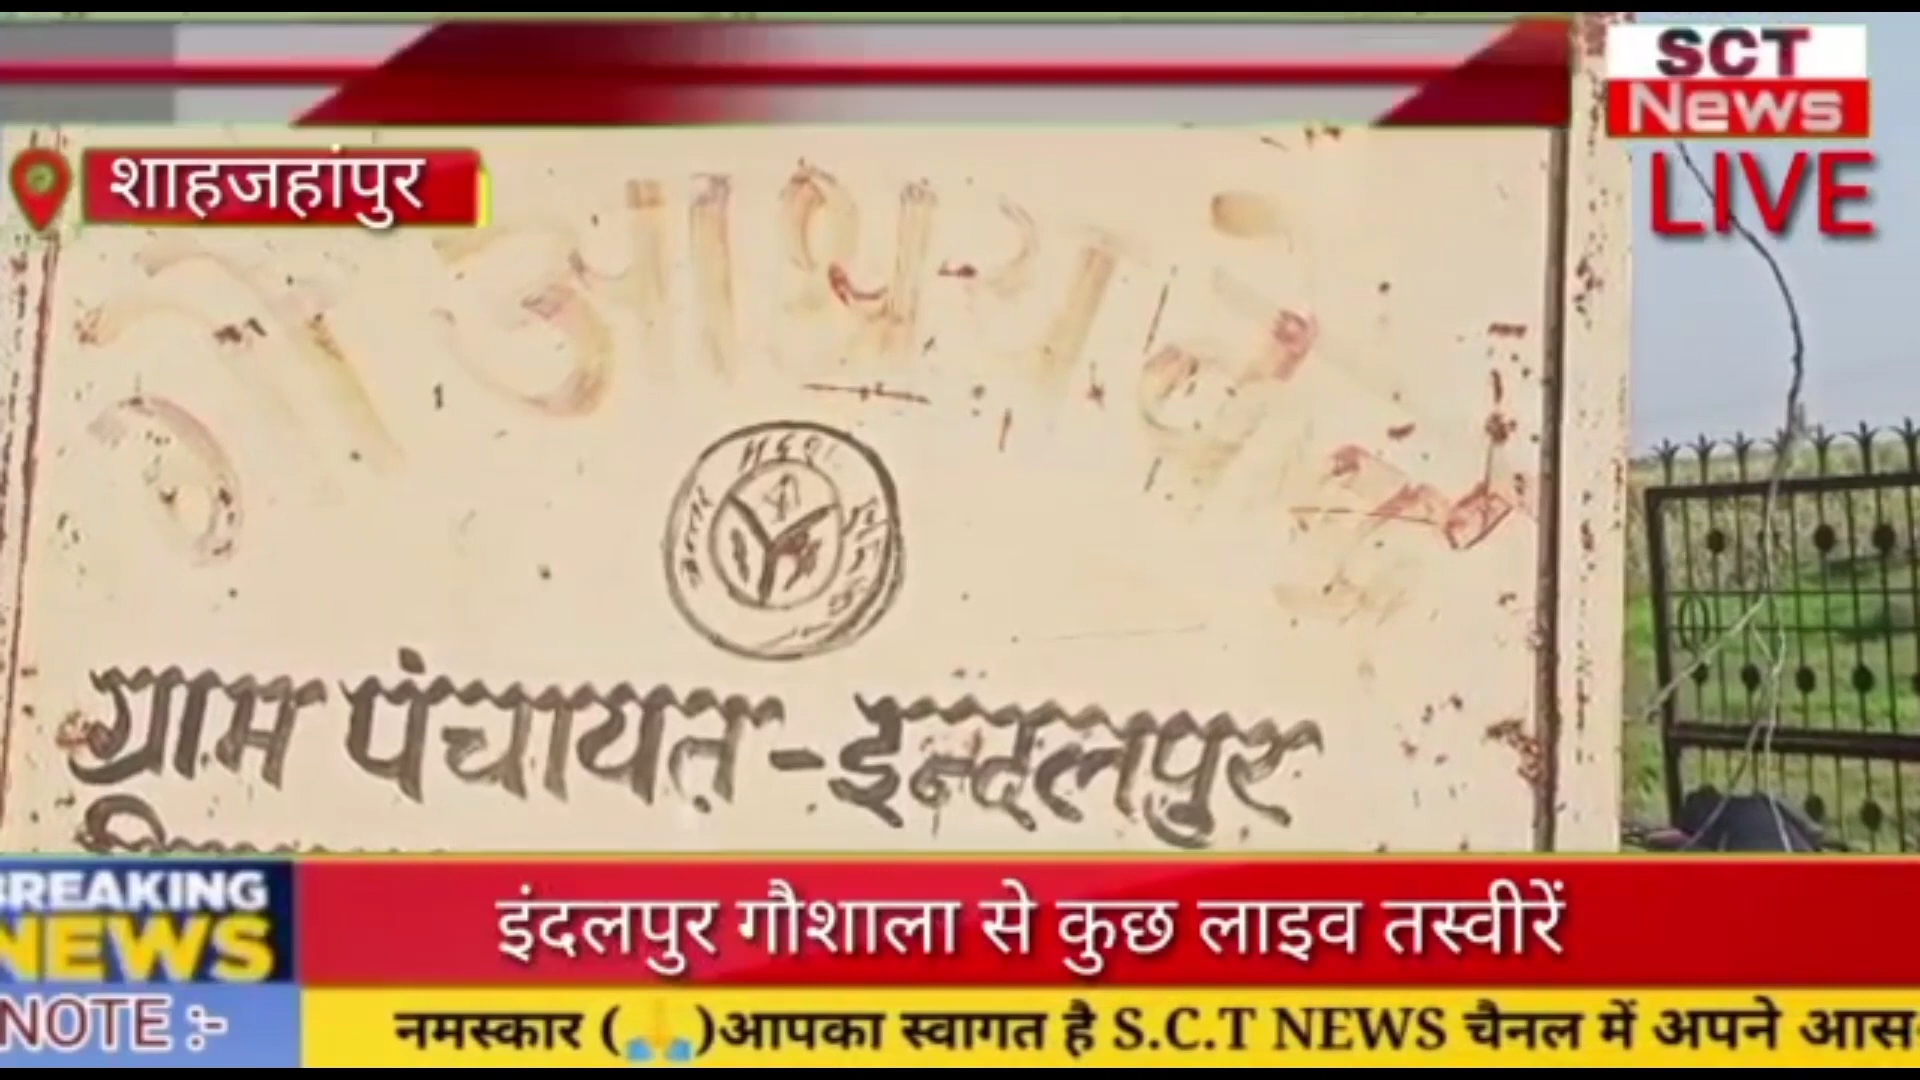 SCT
News
LIVE
शाहजहांपुर
ग्राम पंचायत - इन्दलपुर
BREAKING
NEWS
इंदलपुर गौशाला से कुछ लाइव तस्वीरें
NOTE :-
नमस्कार (🙏)आपका स्वागत है S.C.T NEWS चैनल में अपने आस